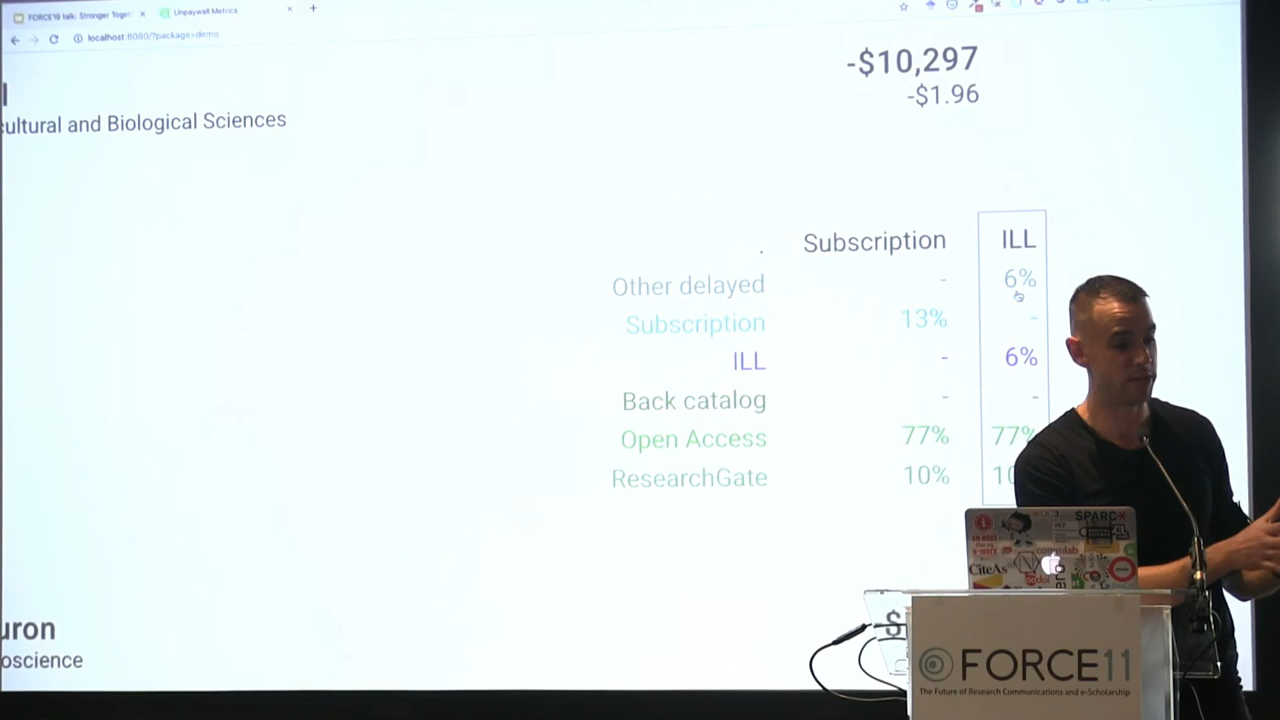 FORCE19 talk: Stronger Toget
Unpaywall Metrics
localhost:8080/?package=demo
-$10,297
-$1.96
cultural and Biological Sciences
. Subscription ILL
Other delayed - 6%
Subscription 13% -
ILL - 6%
Back catalog - -
Open Access 77% 77%
ResearchGate 10% 10
uron
oscience
$
SPARC
commlab
CiteAs
FORCE11
The Future of Research Communications and e-Scholarship